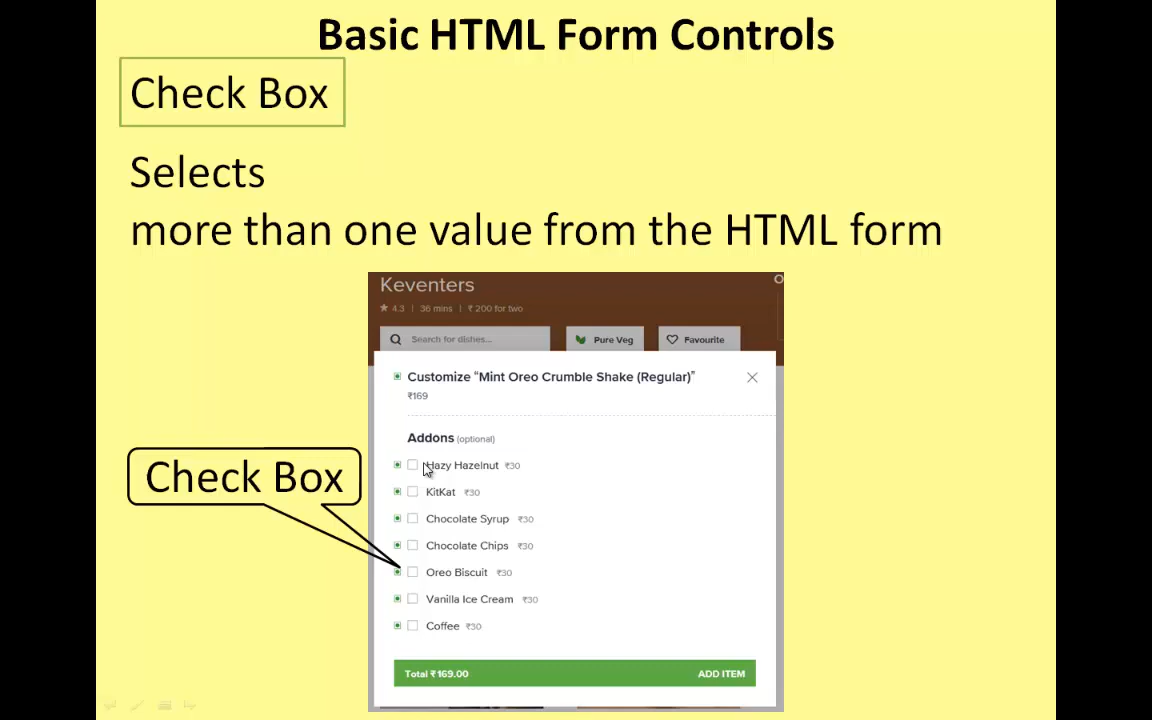 Basic HTML Form Controls
Check Box
Selects
more than one value from the HTML form
Keventers
★ 4.3 | 36 mins | ₹ 200 for two
Search for dishes...
Pure Veg
Favourite
Customize “Mint Oreo Crumble Shake (Regular)”
₹169
Addons (optional)
Hazy Hazelnut ₹30
KitKat ₹30
Chocolate Syrup ₹30
Chocolate Chips ₹30
Check Box
Oreo Biscuit ₹30
Vanilla Ice Cream ₹30
Coffee ₹30
Total ₹169.00 ADD ITEM